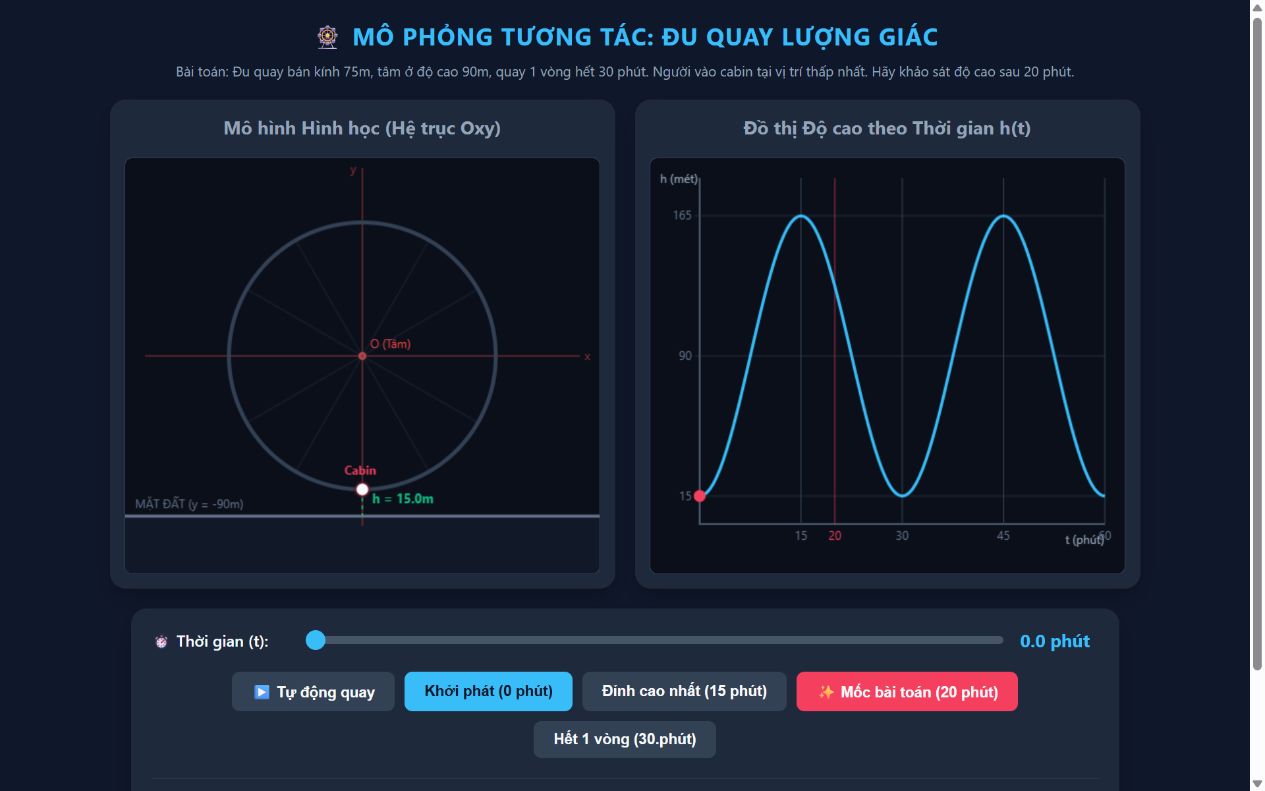 MÔ PHỎNG TƯƠNG TÁC: ĐU QUAY LƯỢNG GIÁC
Bài toán: Đu quay bán kính 75m, tâm ở độ cao 90m, quay 1 vòng hết 30 phút. Người vào cabin tại vị trí thấp nhất. Hãy khảo sát độ cao sau 20 phút.
Mô hình Hình học (Hệ trục Oxy)
y
O (Tâm)
x
Cabin
h = 15.0m
MẶT ĐẤT (y = -90m)
Đồ thị Độ cao theo Thời gian h(t)
h (mét)
165
90
15
15 20 30 45 60
t (phút)
Thời gian (t):
0.0 phút
Tự động quay
Khởi phát (0 phút)
Đỉnh cao nhất (15 phút)
Mốc bài toán (20 phút)
Hết 1 vòng (30.phút)